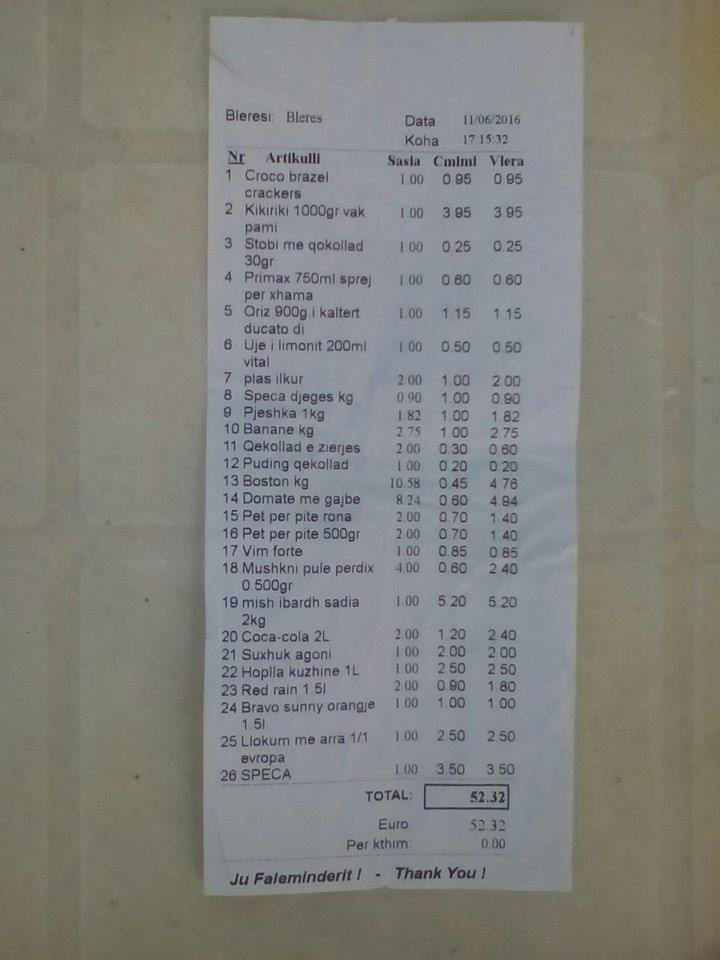 Bleresi: Bleres Data 11/06/2016
Koha 17:15:32
Nr Artikulli Sasia Cmimi Vlera
1 Croco brazel 1.00 0.95 0.95
crackers
2 Kikiriki 1000gr vak 1.00 3.95 3.95
pami
3 Stobi me qokollad 1.00 0.25 0.25
30gr
4 Primax 750ml sprej 1.00 0.60 0.60
per xhama
5 Oriz 900g i kaltert 1.00 1.15 1.15
ducato di
6 Uje i limonit 200ml 1.00 0.50 0.50
vital
7 plas ilkur 2.00 1.00 2.00
8 Speca djeges kg 0.90 1.00 0.90
9 Pjeshka 1kg 1.82 1.00 1.82
10 Banane kg 2.75 1.00 2.75
11 Qekollad e zierjes 2.00 0.30 0.60
12 Puding qekollad 1.00 0.20 0.20
13 Boston kg 10.58 0.45 4.76
14 Domate me gajbe 8.24 0.60 4.94
15 Pet per pite rona 2.00 0.70 1.40
16 Pet per pite 500gr 2.00 0.70 1.40
17 Vim forte 1.00 0.85 0.85
18 Mushkni pule perdix 4.00 0.60 2.40
0.500gr
19 mish ibardh sadia 1.00 5.20 5.20
2kg
20 Coca-cola 2L 2.00 1.20 2.40
21 Suxhuk agoni 1.00 2.00 2.00
22 Hoplla kuzhine 1L 1.00 2.50 2.50
23 Red rain 1.5l 2.00 0.90 1.80
24 Bravo sunny orangje 1.00 1.00 1.00
1.5l.
25 Llokum me arra 1/1 1.00 2.50 2.50
evropa
26 SPECA 1.00 3.50 3.50
TOTAL: 52.32
Euro: 52.32
Per kthim: 0.00
Ju Faleminderit ! - Thank You !